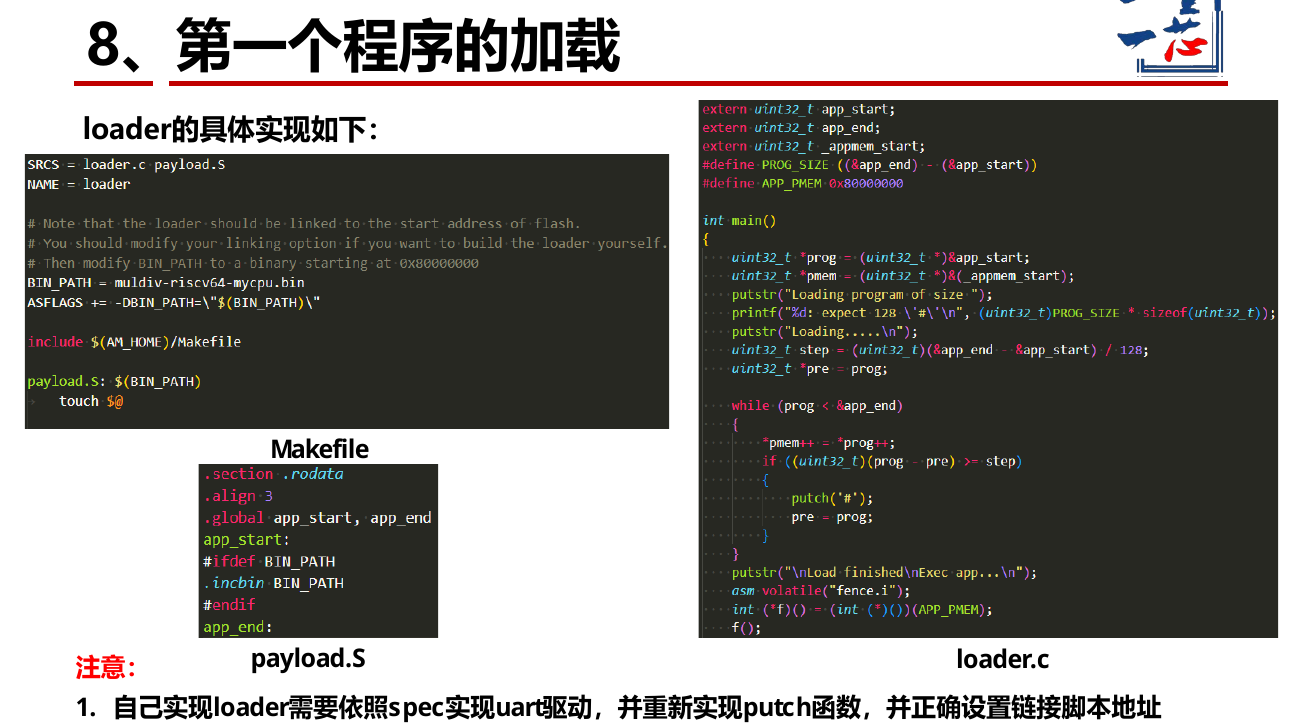 8、第一个程序的加载
loader的具体实现如下：
SRCS = loader.c payload.S
NAME = loader
# Note that the loader should be linked to the start address of flash.
# You should modify your linking option if you want to build the loader yourself.
# Then modify BIN_PATH to a binary starting at 0x80000000
BIN_PATH = muldiv-riscv64-mycpu.bin
ASFLAGS += -DBIN_PATH=\"$(BIN_PATH)\"
include $(AM_HOME)/Makefile
payload.S: $(BIN_PATH)
touch $@
Makefile
.section .rodata
.align 3
.global app_start, app_end
app_start:
#ifdef BIN_PATH
.incbin BIN_PATH
#endif
app_end:
payload.S
extern uint32_t app_start;
extern uint32_t app_end;
extern uint32_t _appmem_start;
#define PROG_SIZE ((&app_end) - (&app_start))
#define APP_PMEM 0x80000000
int main()
{
uint32_t *prog = (uint32_t *)&app_start;
uint32_t *pmem = (uint32_t *)&(_appmem_start);
putstr("Loading program of size ");
printf("%d: expect 128 \'#\'\n", (uint32_t)PROG_SIZE * sizeof(uint32_t));
putstr("Loading.....\n");
uint32_t step = (uint32_t)(&app_end - &app_start) / 128;
uint32_t *pre = prog;
while (prog < &app_end)
{
*pmem++ = *prog++;
if ((uint32_t)(prog - pre) >= step)
{
putch('#');
pre = prog;
}
}
putstr("\nLoad finished\nExec app...\n");
asm volatile("fence.i");
int (*f)() = (int (*)())(APP_PMEM);
f();
loader.c
注意：
1. 自己实现loader需要依照spec实现uart驱动，并重新实现putch函数，并正确设置链接脚本地址